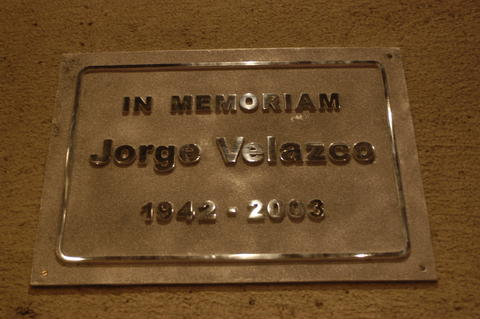 IN MEMORIAM
Jorge Velazco
1942 - 2003